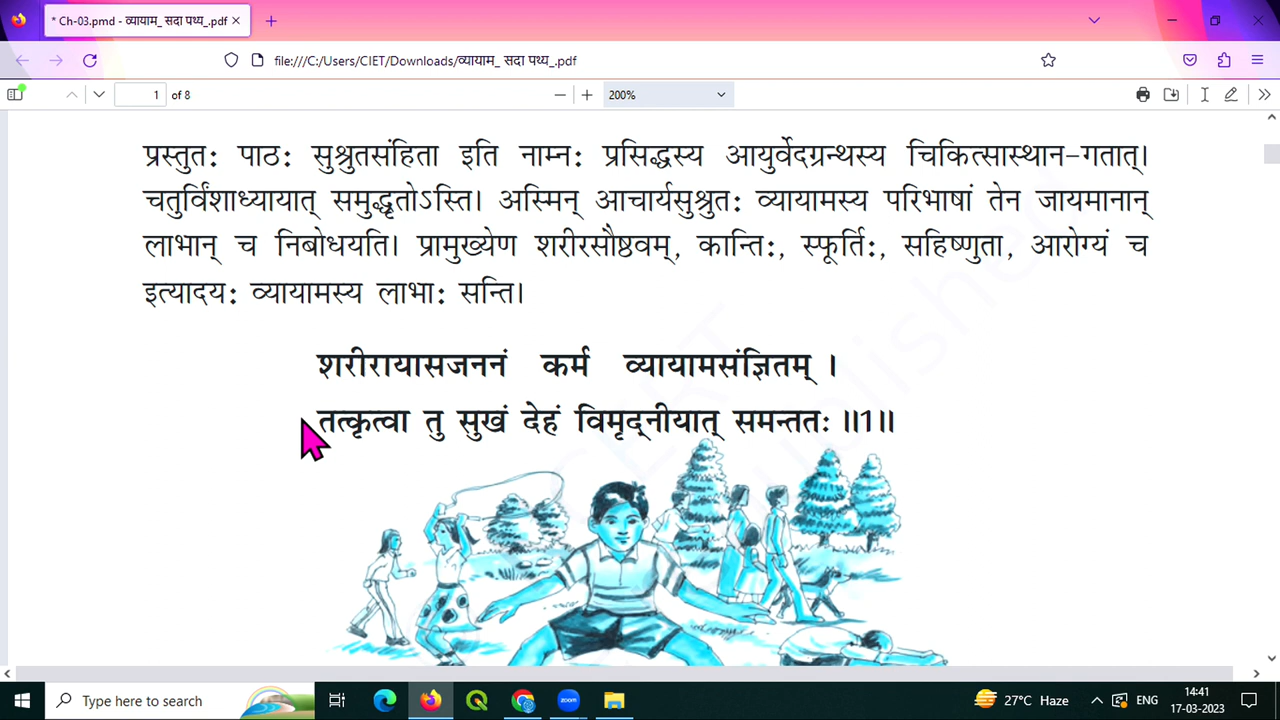 * Ch-03.pmd - व्यायाम_ सदा पथ्य_.pdf
file:///C:/Users/CIET/Downloads/व्यायाम_ सदा पथ्य_.pdf
1 of 8
200%
प्रस्तुत: पाठ: सुश्रुतसंहिता इति नाम्न: प्रसिद्धस्य आयुर्वेदग्रन्थस्य चिकित्सास्थान-गतात्।
चतुर्विंशाध्यायात् समुद्धृतोऽस्ति। अस्मिन् आचार्यसुश्रुत: व्यायामस्य परिभाषां तेन जायमानान्
लाभान् च निबोधयति। प्रामुख्येण शरीरसौष्ठवम्, कान्ति:, स्फूर्ति:, सहिष्णुता, आरोग्यं च
इत्यादय: व्यायामस्य लाभा: सन्ति।
शरीरायासजननं कर्म व्यायामसंज्ञितम् ।
तत्कृत्वा तु सुखं देहं विमृद्नीयात् समन्ततः ॥1॥
Type here to search
zoom
27°C Haze
ENG
14:41
17-03-2023